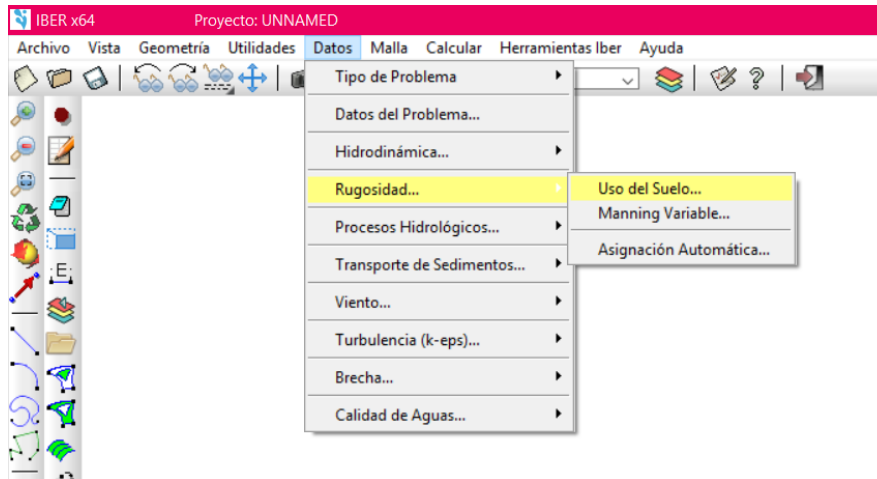 IBER x64 Proyecto: UNNAMED
Archivo Vista Geometría Utilidades Datos Malla Calcular Herramientas Iber Ayuda
Tipo de Problema
Datos del Problema...
Hidrodinámica...
Rugosidad...
Uso del Suelo...
Manning Variable...
Asignación Automática...
Procesos Hidrológicos...
Transporte de Sedimentos...
Viento...
Turbulencia (k-eps)...
Brecha...
Calidad de Aguas...
E